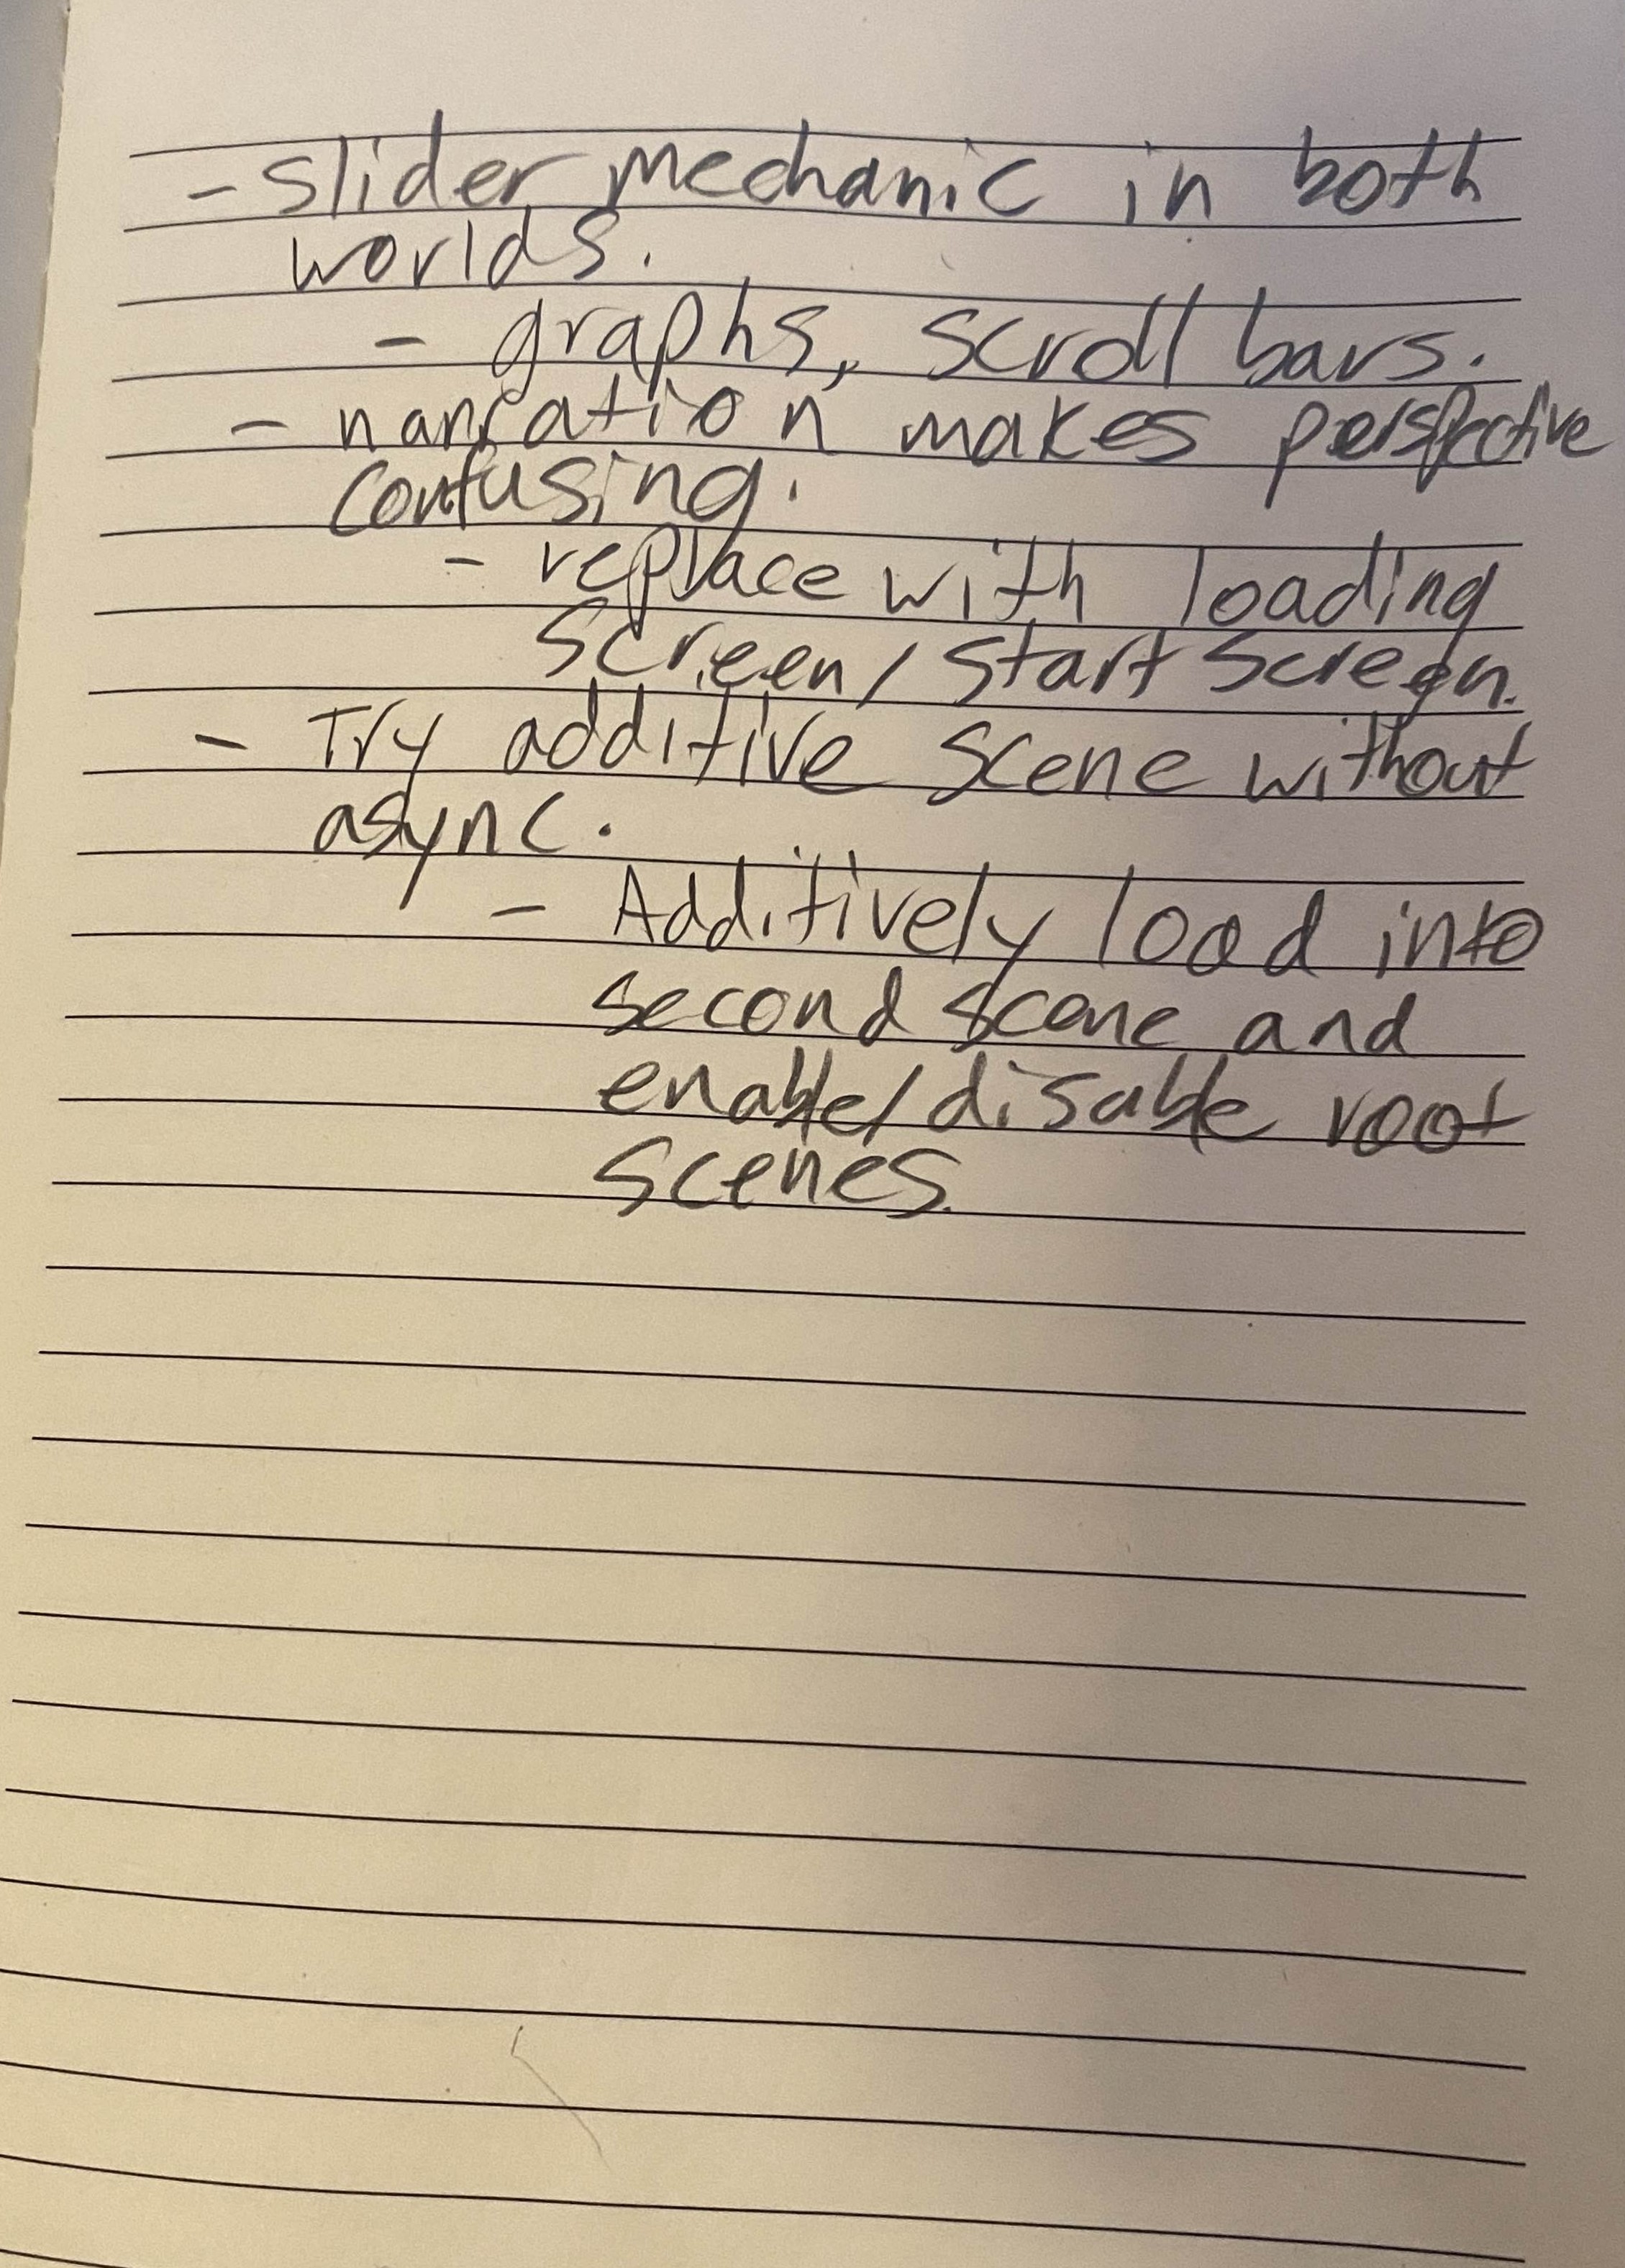 - slider mechanic in both
worlds.
- graphs, scroll bars.
- narration makes perspective
confusing.
- replace with loading
screen/start screen.
- Try additive scene without
async.
- Additively load into
second scene and
enable/disable root
scenes.